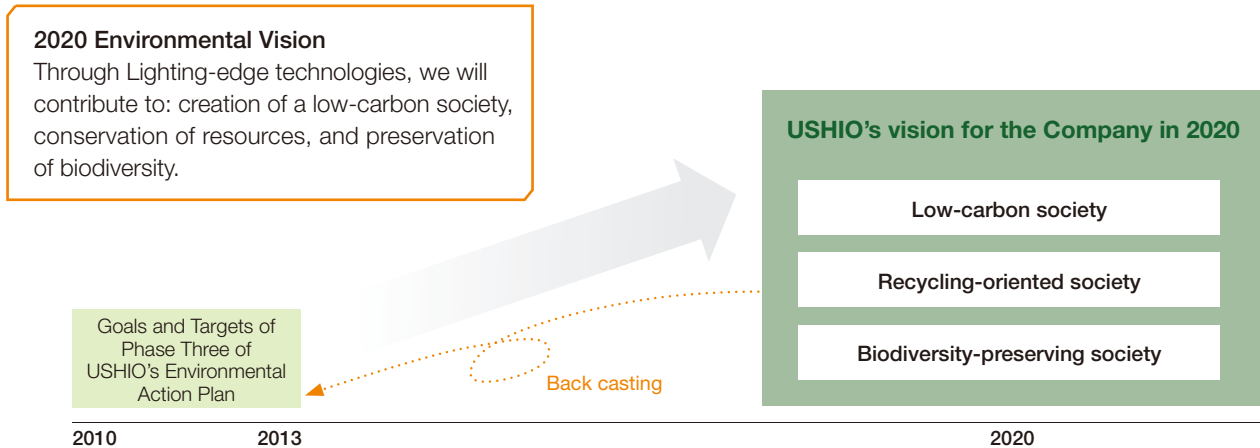 2020 Environmental Vision
Through Lighting-edge technologies, we will
contribute to: creation of a low-carbon society,
conservation of resources, and preservation
of biodiversity.
USHIO's vision for the Company in 2020
Low-carbon society
Recycling-oriented society
Biodiversity-preserving society
Goals and Targets of
Phase Three of
USHIO's Environmental
Action Plan
Back casting
2010
2013
2020